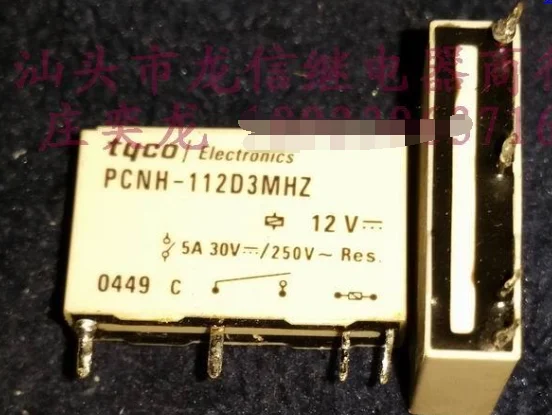 汕头市龙信继电器商
庄奕龙
tyco / Electronics
PCNH-112D3MHZ
12 V⎓
5A 30V⎓/250V~ Res.
0449 C